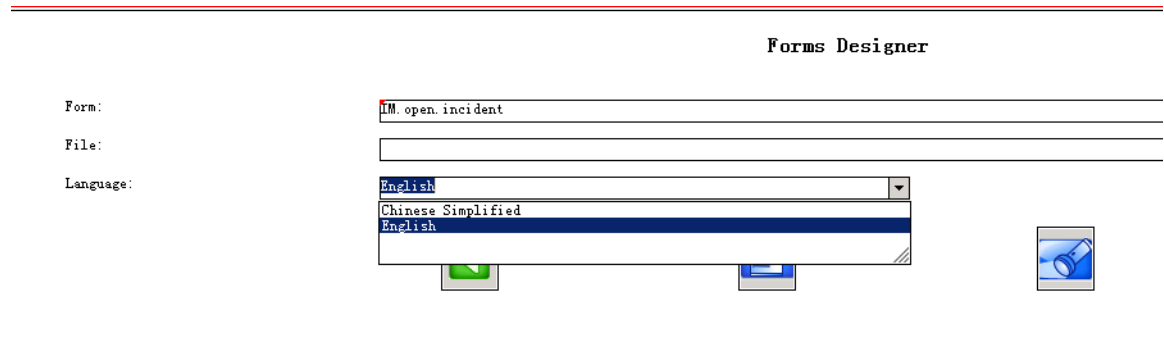 Forms Designer
Form:
IM.open.incident
File:
Language:
English
Chinese Simplified
English